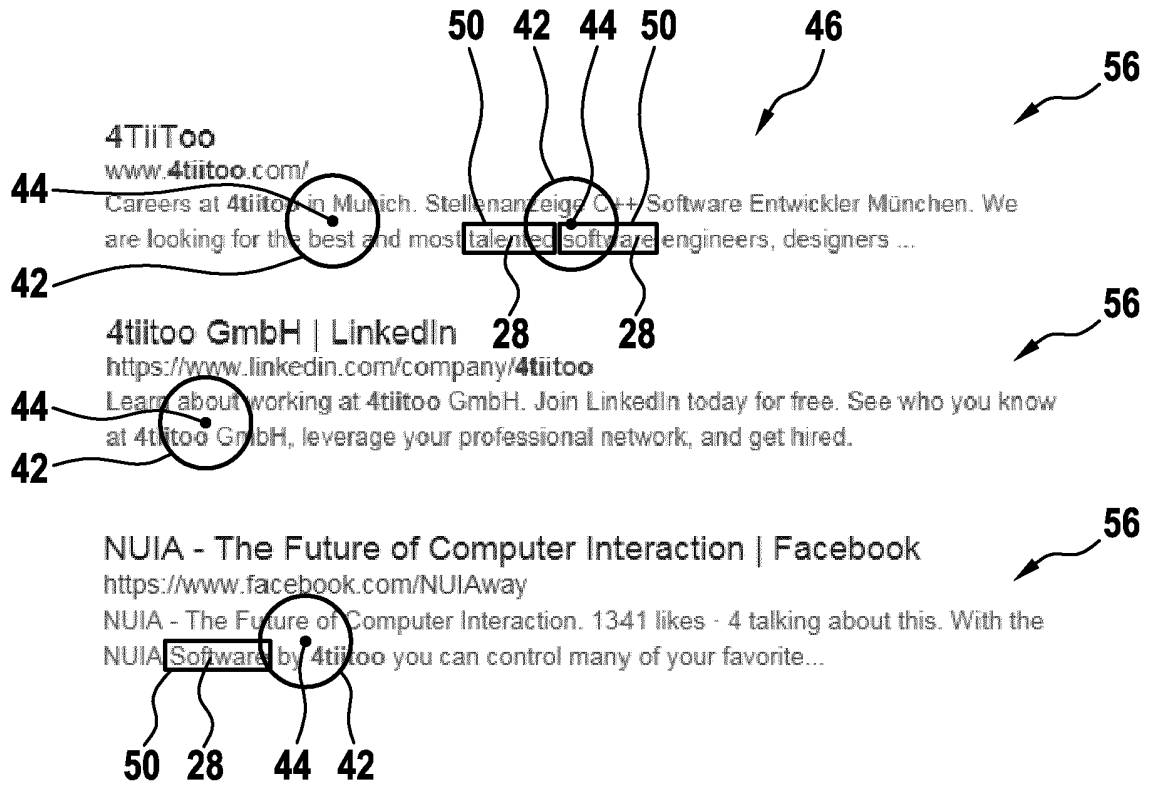 50 42 44 50 46
56
4TiiToo
www.4tiitoo.com/
44
Careers at 4tiitoo in Munich. Stellenanzeige C++ Software Entwickler München. We
are looking for the best and most talented software engineers, designers ...
42
56
4tiitoo GmbH | LinkedIn 28 28
https://www.linkedin.com/company/4tiitoo
44
Learn about working at 4tiitoo GmbH. Join LinkedIn today for free. See who you know
at 4tiitoo GmbH, leverage your professional network, and get hired.
42
56
NUIA - The Future of Computer Interaction | Facebook
https://www.facebook.com/NUIAway
NUIA - The Future of Computer Interaction. 1341 likes · 4 talking about this. With the
NUIA Software by 4tiitoo you can control many of your favorite...
50 28 44 42